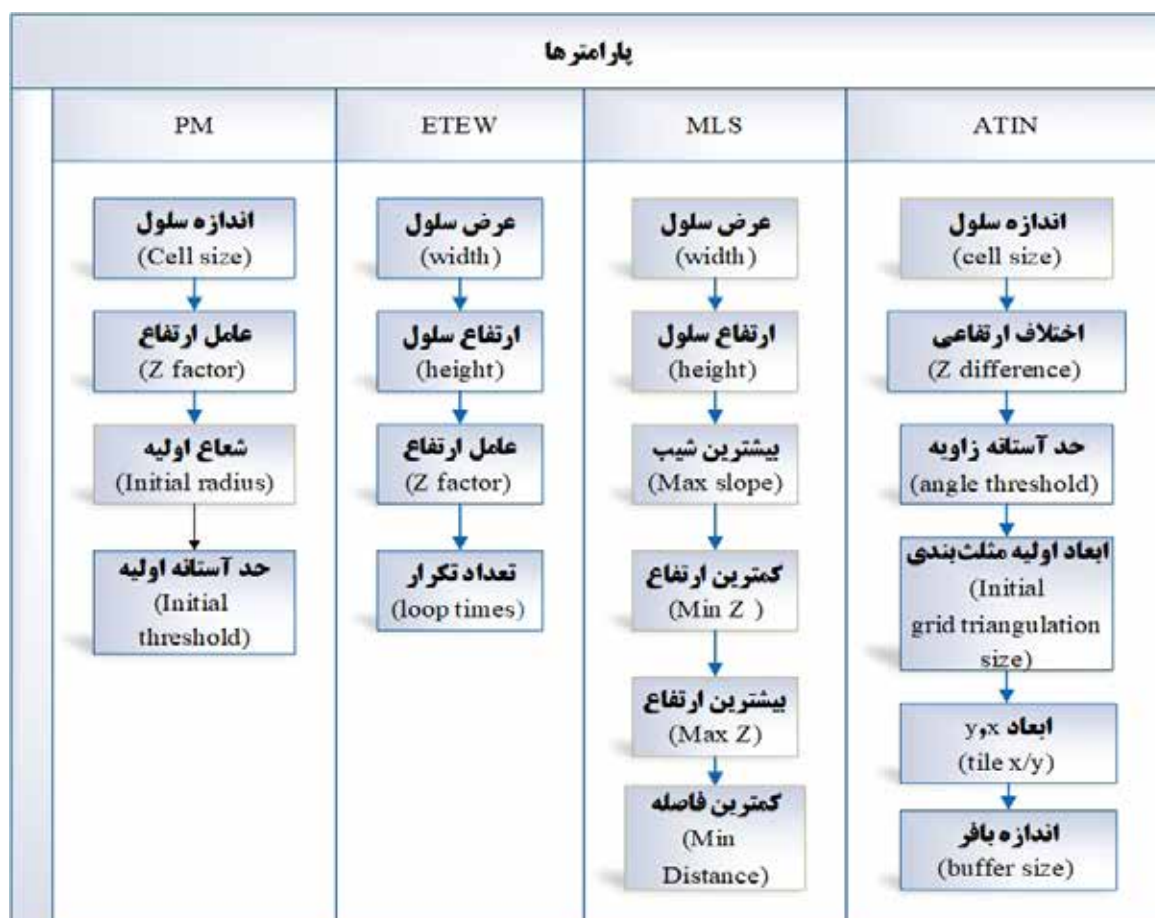 پارامترها
PM
ETEW
MLS
ATIN
اندازه سلول
(Cell size)
عامل ارتفاع
(Z factor)
شعاع اولیه
(Initial radius)
حد آستانه اولیه
(Initial
threshold)
عرض سلول
(width)
ارتفاع سلول
(height)
عامل ارتفاع
(Z factor)
تعداد تکرار
(loop times)
عرض سلول
(width)
ارتفاع سلول
(height)
بیشترین شیب
(Max slope)
کمترین ارتفاع
(Min Z )
بیشترین ارتفاع
(Max Z)
کمترین فاصله
(Min
Distance)
اندازه سلول
(cell size)
اختلاف ارتفاعی
(Z difference)
حد آستانه زاویه
(angle threshold)
ابعاد اولیه مثلث‌بندی
(Initial
grid triangulation
size)
ابعاد y,x
(tile x/y)
اندازه بافر
(buffer size)